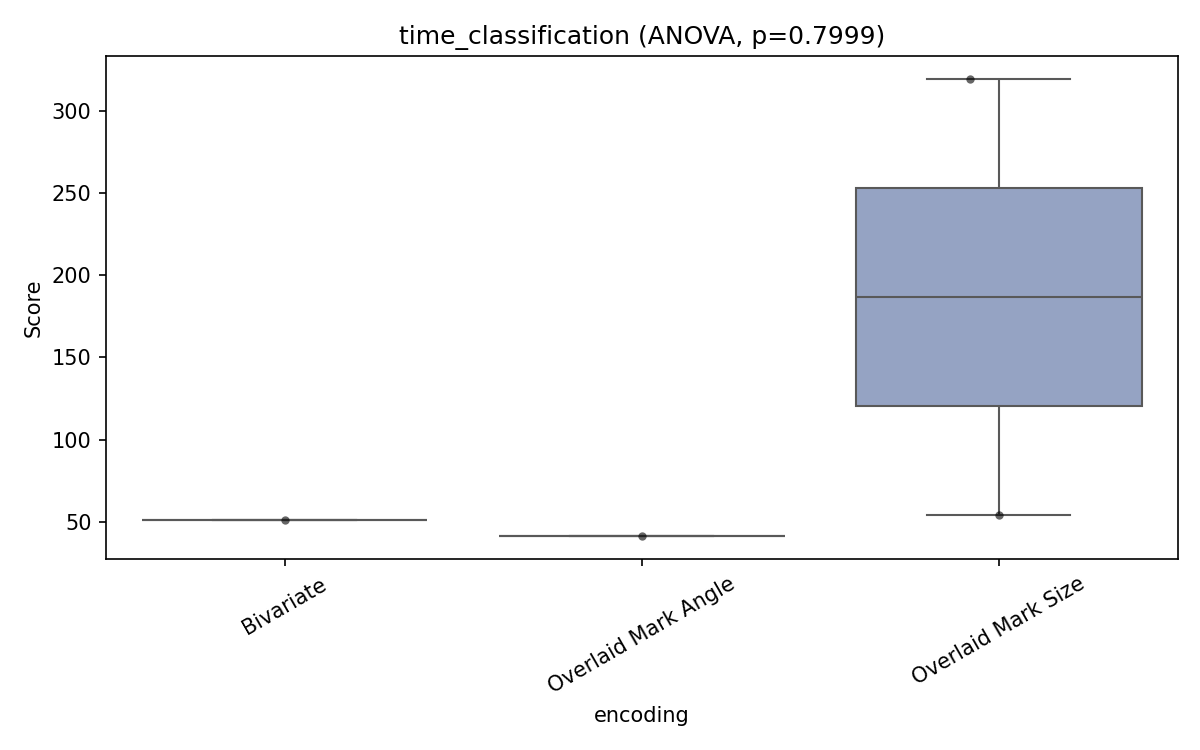 time_classification (ANOVA, p=0.7999)
Score
300
250
200
150
100
50
Bivariate
Overlaid Mark Angle
Overlaid Mark Size
encoding